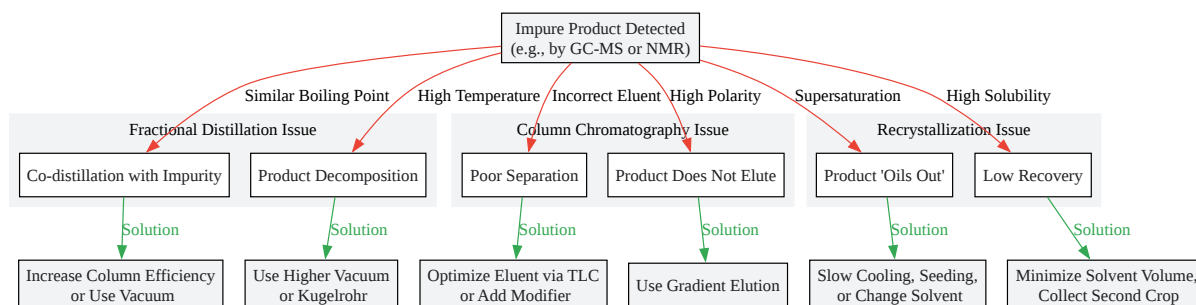 Impure Product Detected
(e.g., by GC-MS or NMR)
Similar Boiling Point
High Temperature
Incorrect Eluent
High Polarity
Supersaturation
High Solubility
Fractional Distillation Issue
Column Chromatography Issue
Recrystallization Issue
Co-distillation with Impurity
Product Decomposition
Poor Separation
Product Does Not Elute
Product 'Oils Out'
Low Recovery
Solution
Solution
Solution
Solution
Solution
Solution
Increase Column Efficiency
or Use Vacuum
Use Higher Vacuum
or Kugelrohr
Optimize Eluent via TLC
or Add Modifier
Use Gradient Elution
Slow Cooling, Seeding,
or Change Solvent
Minimize Solvent Volume,
Collect Second Crop